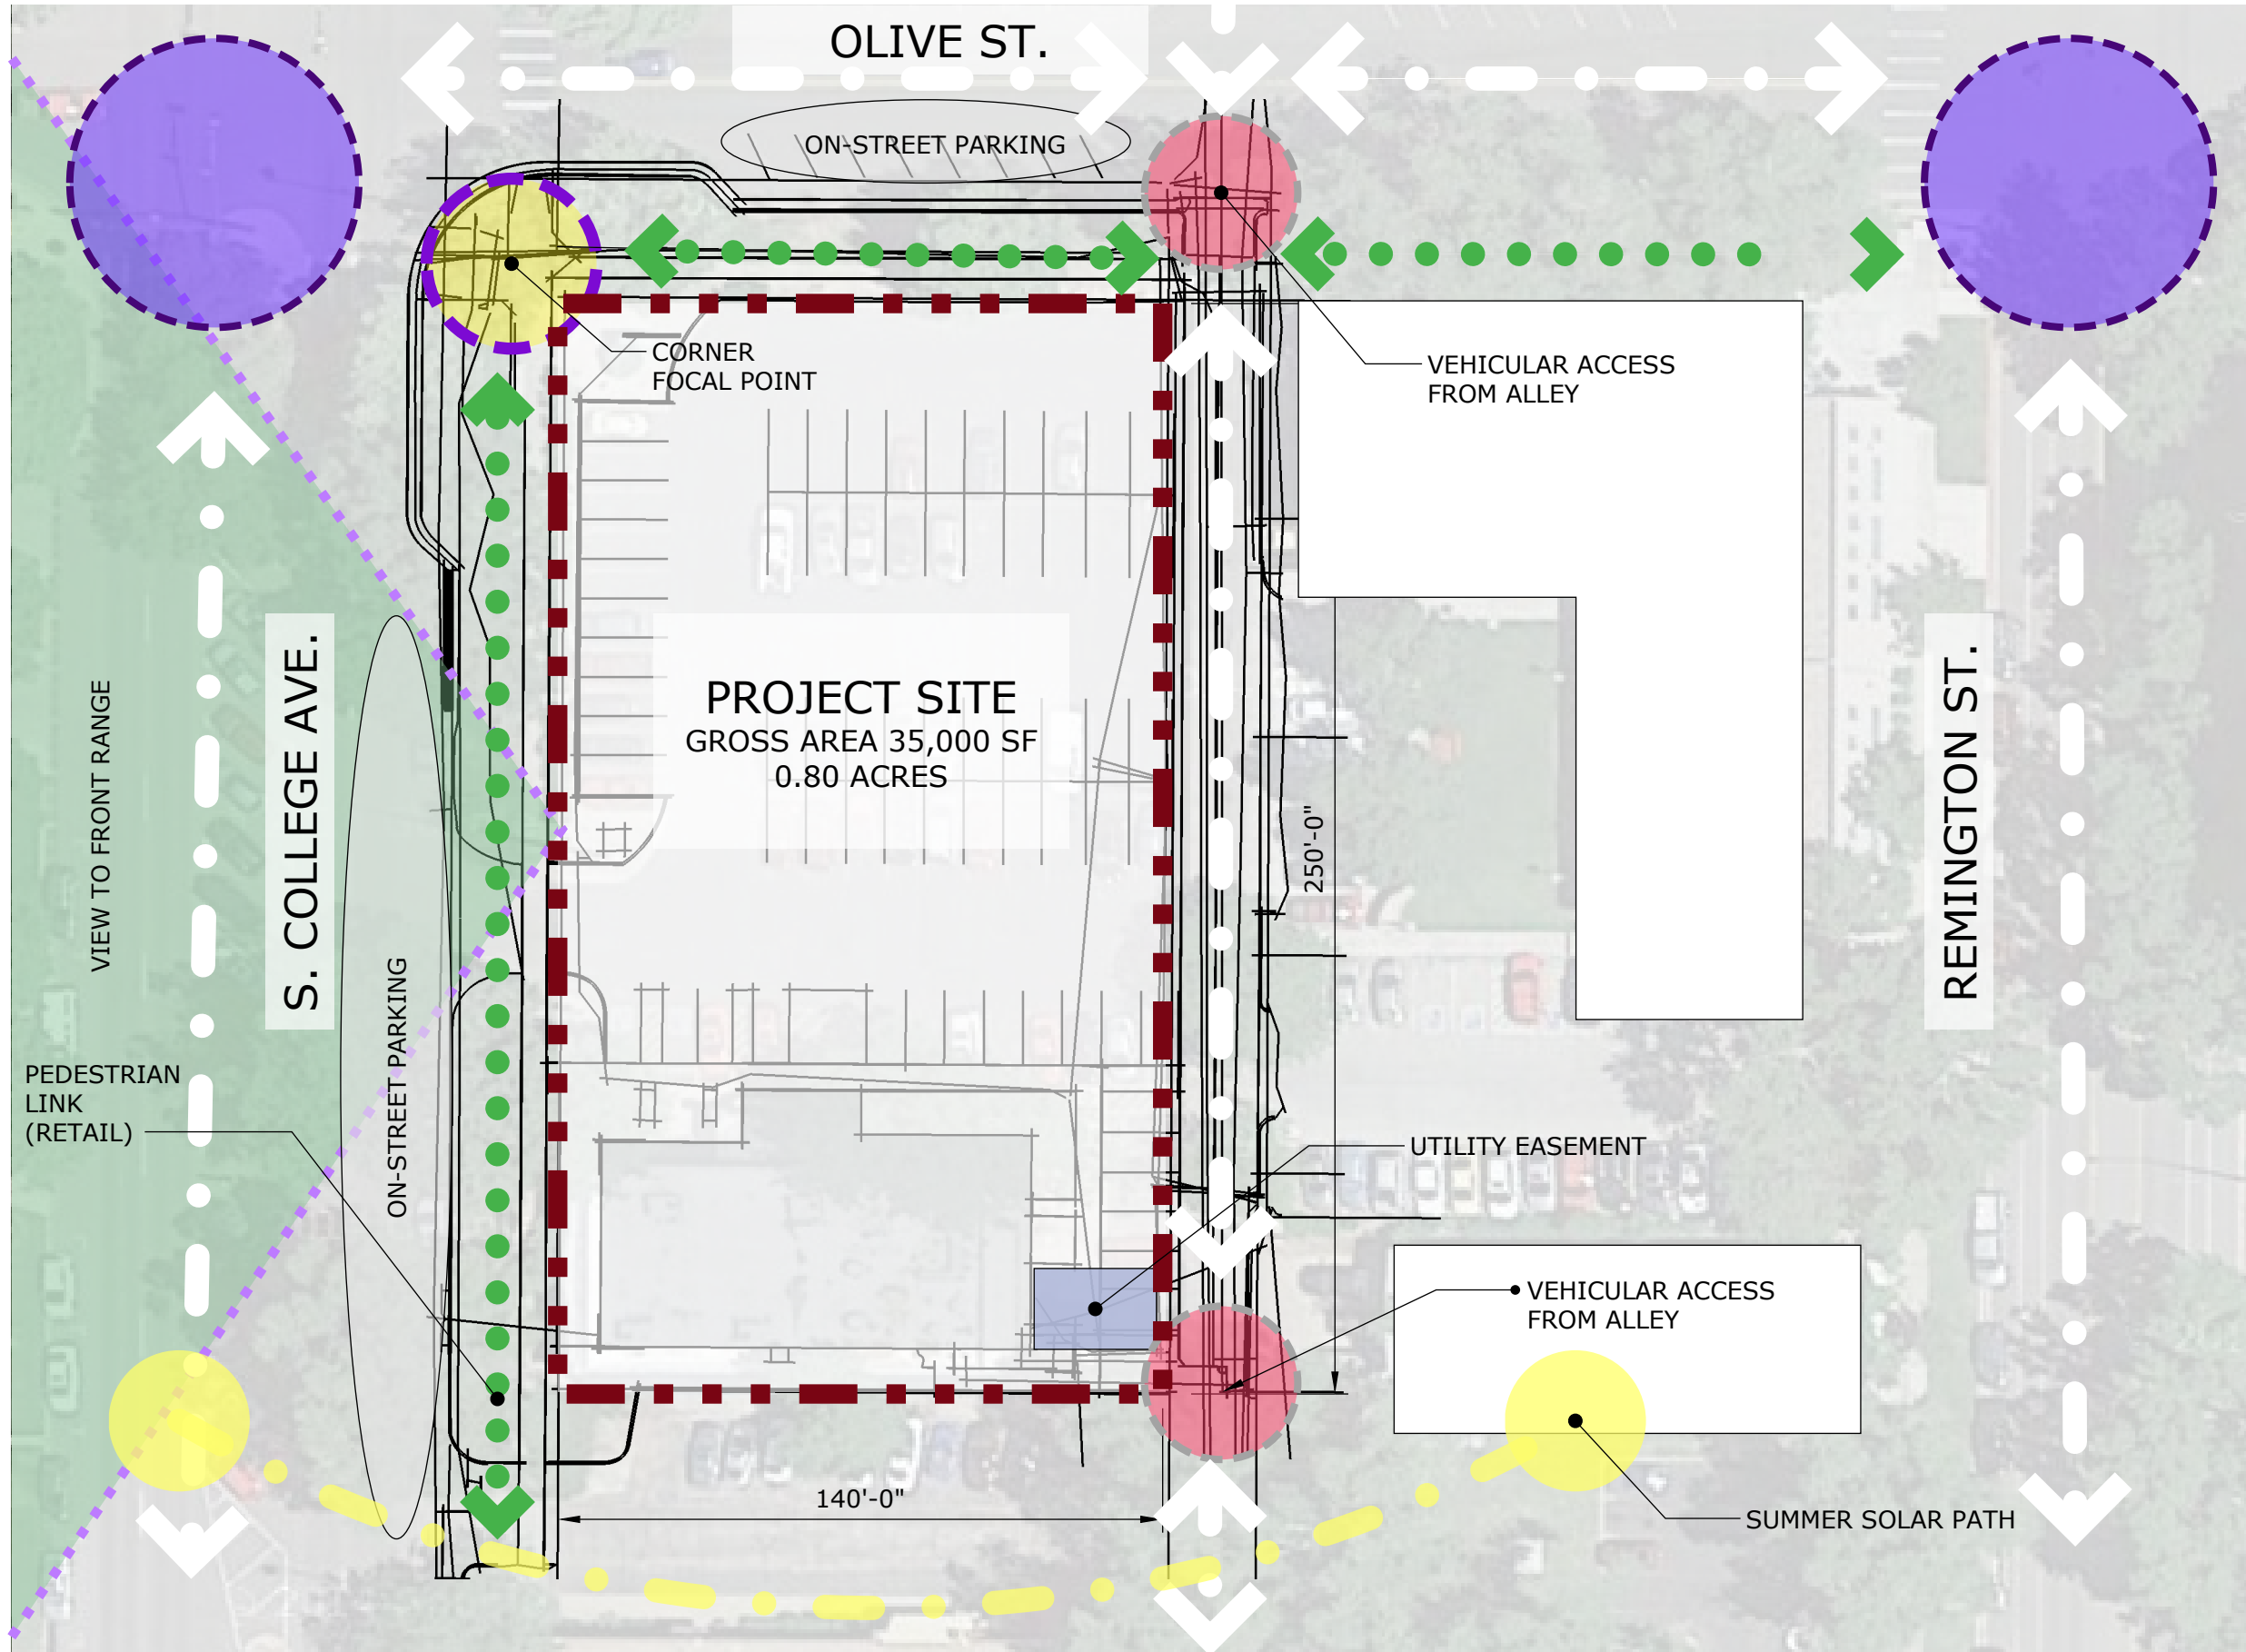 OLIVE ST.
ON-STREET PARKING
CORNER
FOCAL POINT
VEHICULAR ACCESS
FROM ALLEY
PROJECT SITE
GROSS AREA 35,000 SF
0.80 ACRES
S. COLLEGE AVE.
VIEW TO FRONT RANGE
REMINGTON ST.
250'-0"
ON-STREET PARKING
PEDESTRIAN
LINK
(RETAIL)
UTILITY EASEMENT
VEHICULAR ACCESS
FROM ALLEY
140'-0"
SUMMER SOLAR PATH